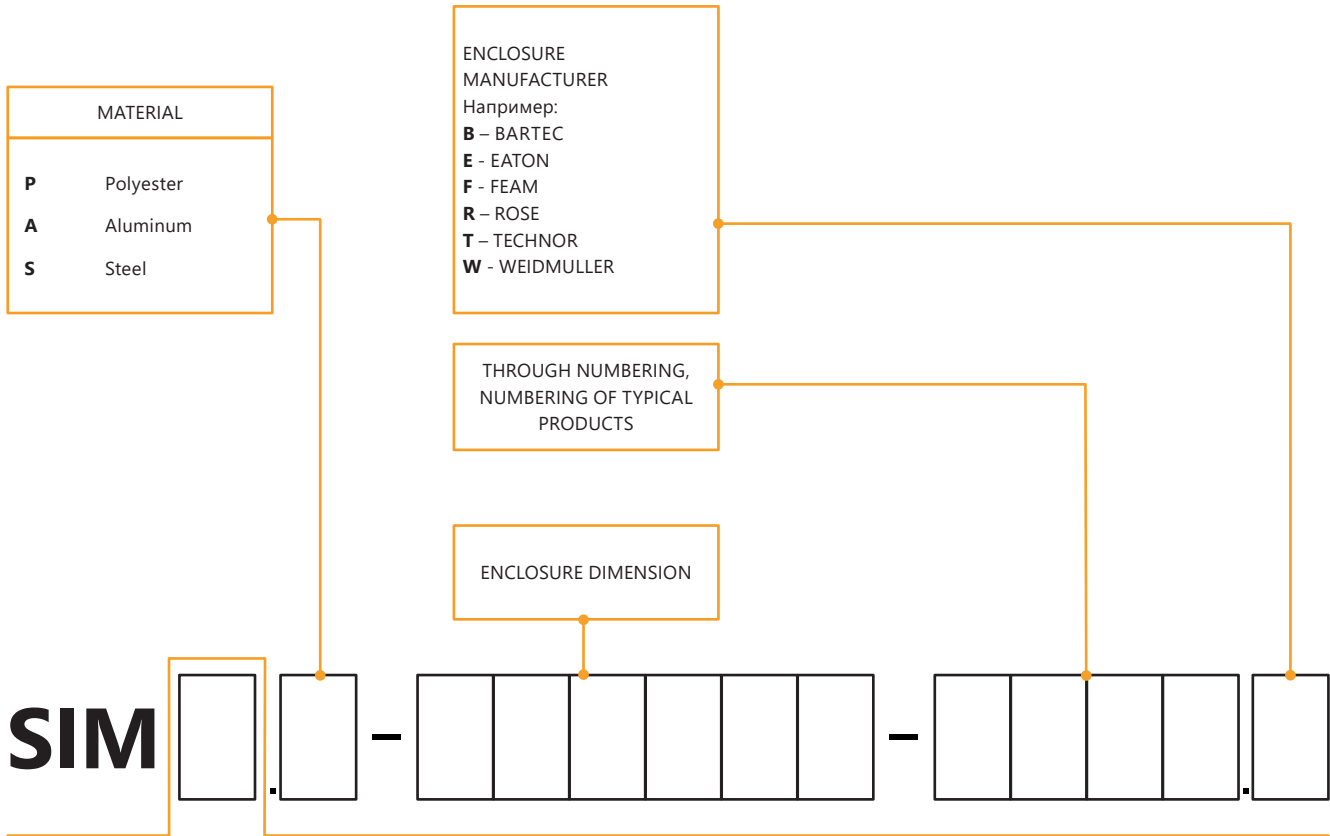 MATERIAL
P Polyester
A Aluminum
S Steel
ENCLOSURE
MANUFACTURER
Например:
B – BARTEC
E - EATON
F - FEAM
R – ROSE
T – TECHNOR
W - WEIDMULLER
THROUGH NUMBERING,
NUMBERING OF TYPICAL
PRODUCTS
ENCLOSURE DIMENSION
SIM . – – .